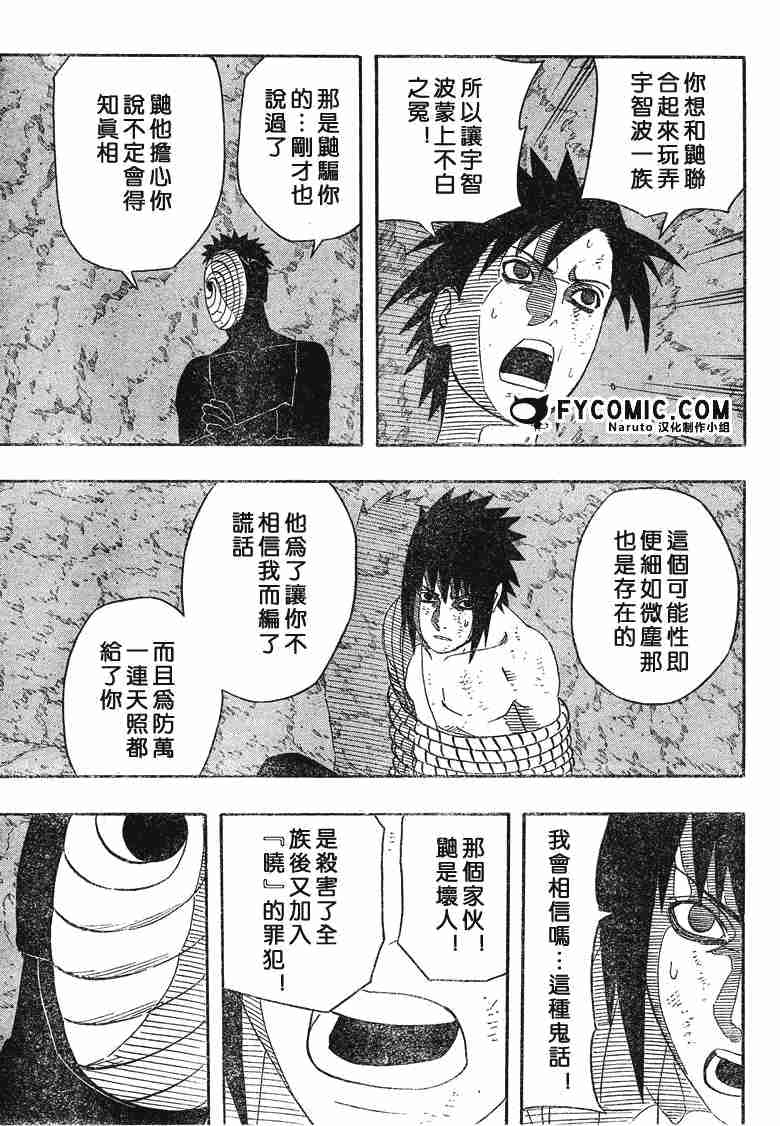 你想和鼬聯
合起來玩弄
宇智波一族
所以讓宇智
波蒙上不白
之冤！
那是鼬騙你
的…剛才也
說過了
鼬他擔心你
說不定會得
知眞相
FYCOMIC.COM
Naruto 汉化制作小组
這個可能性即
便細如微塵那
也是存在的
他爲了讓你不
相信我而編了
謊話
而且爲防萬
一連天照都
給了你
我會相信嗎…這種鬼話！
那個家伙！
鼬是壞人！
是殺害了全
族後又加入
『曉』的罪犯！